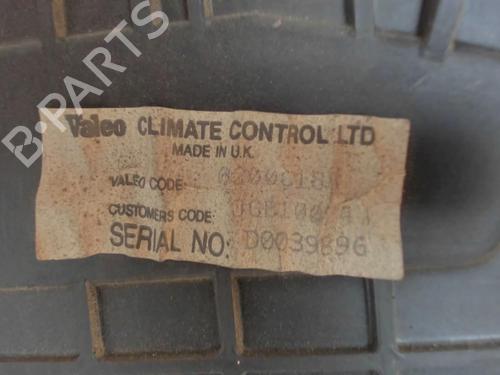 B-PARTS
Valeo CLIMATE CONTROL LTD
MADE IN U.K.
VALEO CODE:
CUSTOMERS CODE:
SERIAL NO: D0039896